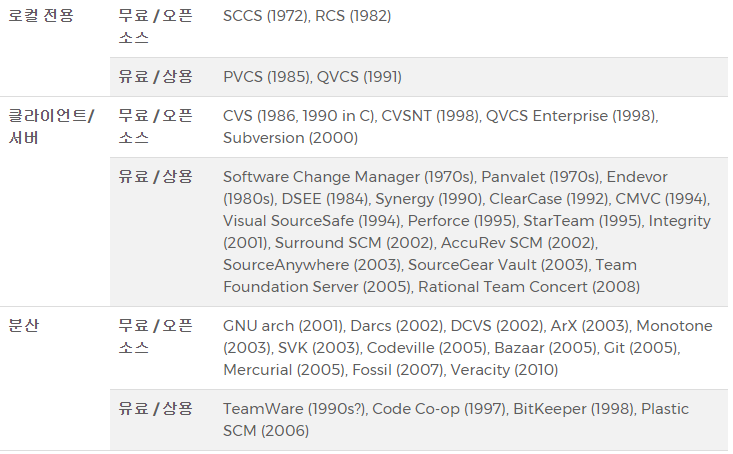 로컬 전용
무료 / 오픈
소스
SCCS (1972), RCS (1982)
유료 / 상용
PVCS (1985), QVCS (1991)
클라이언트/
서버
무료 / 오픈
소스
CVS (1986, 1990 in C), CVSNT (1998), QVCS Enterprise (1998),
Subversion (2000)
유료 / 상용
Software Change Manager (1970s), Panvalet (1970s), Endevor
(1980s), DSEE (1984), Synergy (1990), ClearCase (1992), CMVC (1994),
Visual SourceSafe (1994), Perforce (1995), StarTeam (1995), Integrity
(2001), Surround SCM (2002), AccuRev SCM (2002),
SourceAnywhere (2003), SourceGear Vault (2003), Team
Foundation Server (2005), Rational Team Concert (2008)
분산
무료 / 오픈
소스
GNU arch (2001), Darcs (2002), DCVS (2002), ArX (2003), Monotone
(2003), SVK (2003), Codeville (2005), Bazaar (2005), Git (2005),
Mercurial (2005), Fossil (2007), Veracity (2010)
유료 / 상용
TeamWare (1990s?), Code Co-op (1997), BitKeeper (1998), Plastic
SCM (2006)